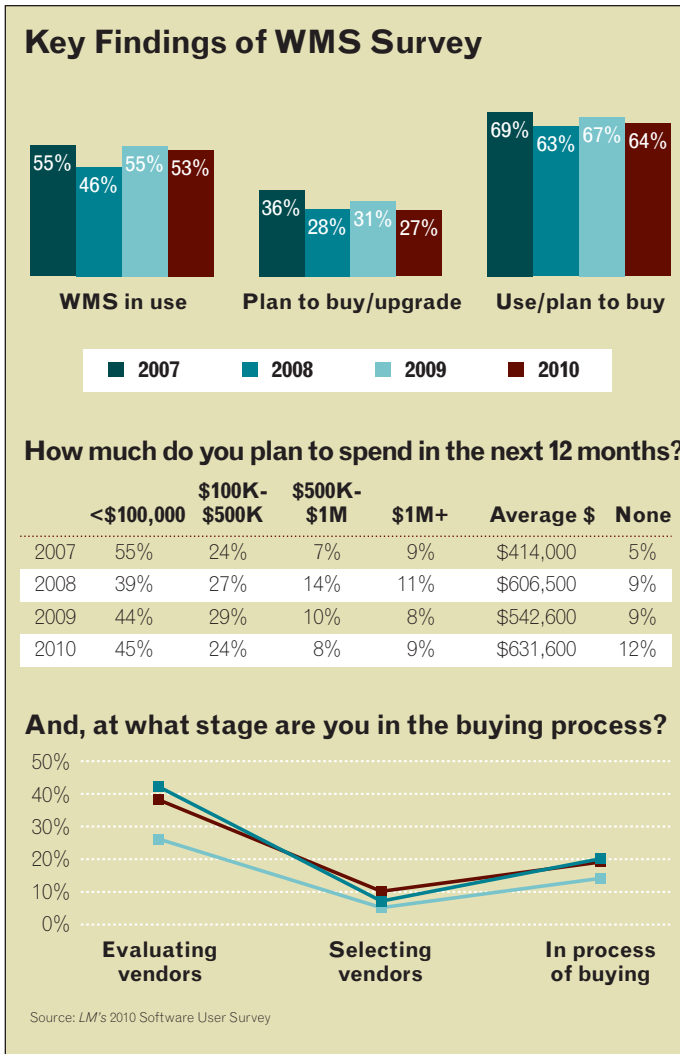 Key Findings of WMS Survey
55% 46% 55% 53%
36% 28% 31% 27%
69% 63% 67% 64%
WMS in use Plan to buy/upgrade Use/plan to buy
2007 2008 2009 2010
How much do you plan to spend in the next 12 months?
<$100,000 $100K-$500K $500K-$1M $1M+ Average $ None
2007 55% 24% 7% 9% $414,000 5%
2008 39% 27% 14% 11% $606,500 9%
2009 44% 29% 10% 8% $542,600 9%
2010 45% 24% 8% 9% $631,600 12%
And, at what stage are you in the buying process?
50%
40%
30%
20%
10%
0%
Evaluating vendors
Selecting vendors
In process of buying
Source: LM's 2010 Software User Survey